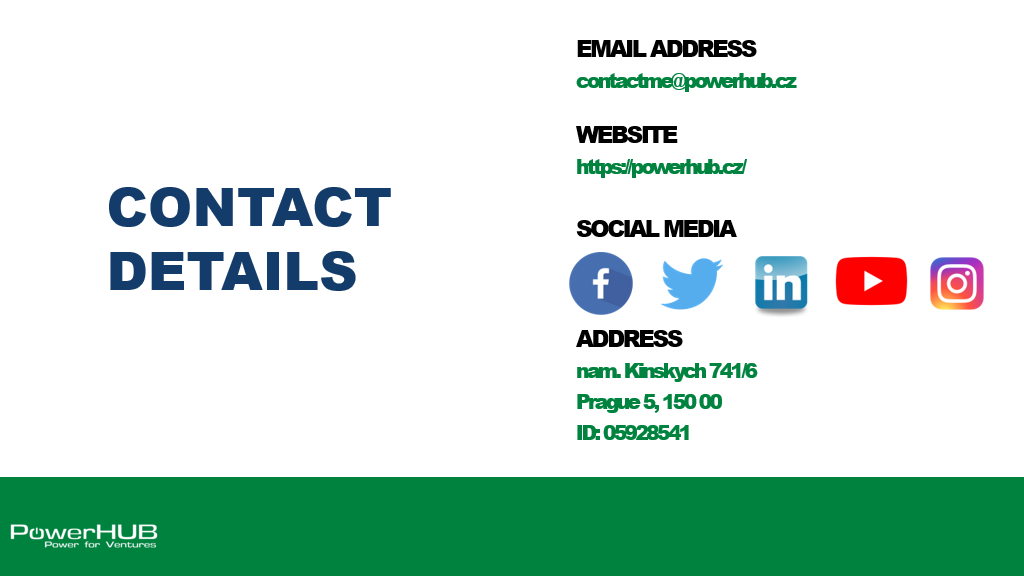 CONTACT
DETAILS
EMAIL ADDRESS
contactme@powerhub.cz
WEBSITE
https://powerhub.cz/
SOCIAL MEDIA
f
in
ADDRESS
nam. Kinskych 741/6
Prague 5, 150 00
ID: 05928541
PowerHUB
Power for Ventures